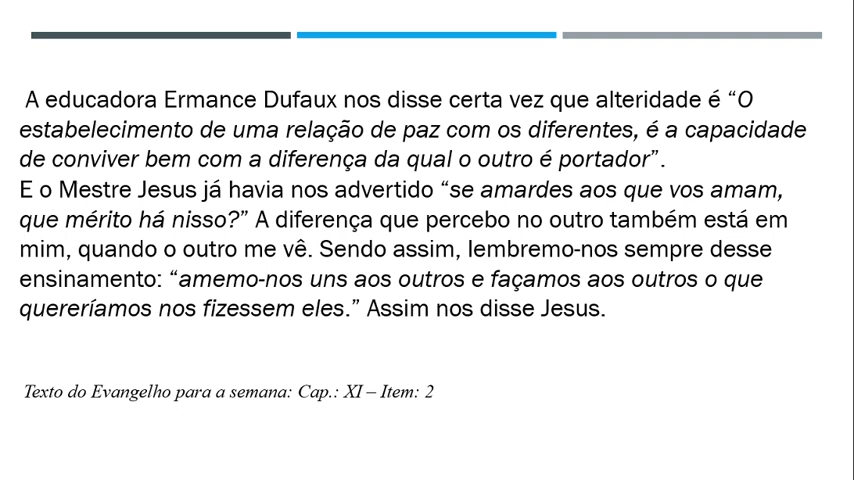 A educadora Ermance Dufaux nos disse certa vez que alteridade é “O
estabelecimento de uma relação de paz com os diferentes, é a capacidade
de conviver bem com a diferença da qual o outro é portador”.
E o Mestre Jesus já havia nos advertido “se amardes aos que vos amam,
que mérito há nisso?” A diferença que percebo no outro também está em
mim, quando o outro me vê. Sendo assim, lembremo-nos sempre desse
ensinamento: “amemo-nos uns aos outros e façamos aos outros o que
quereríamos nos fizessem eles.” Assim nos disse Jesus.
Texto do Evangelho para a semana: Cap.: XI – Item: 2